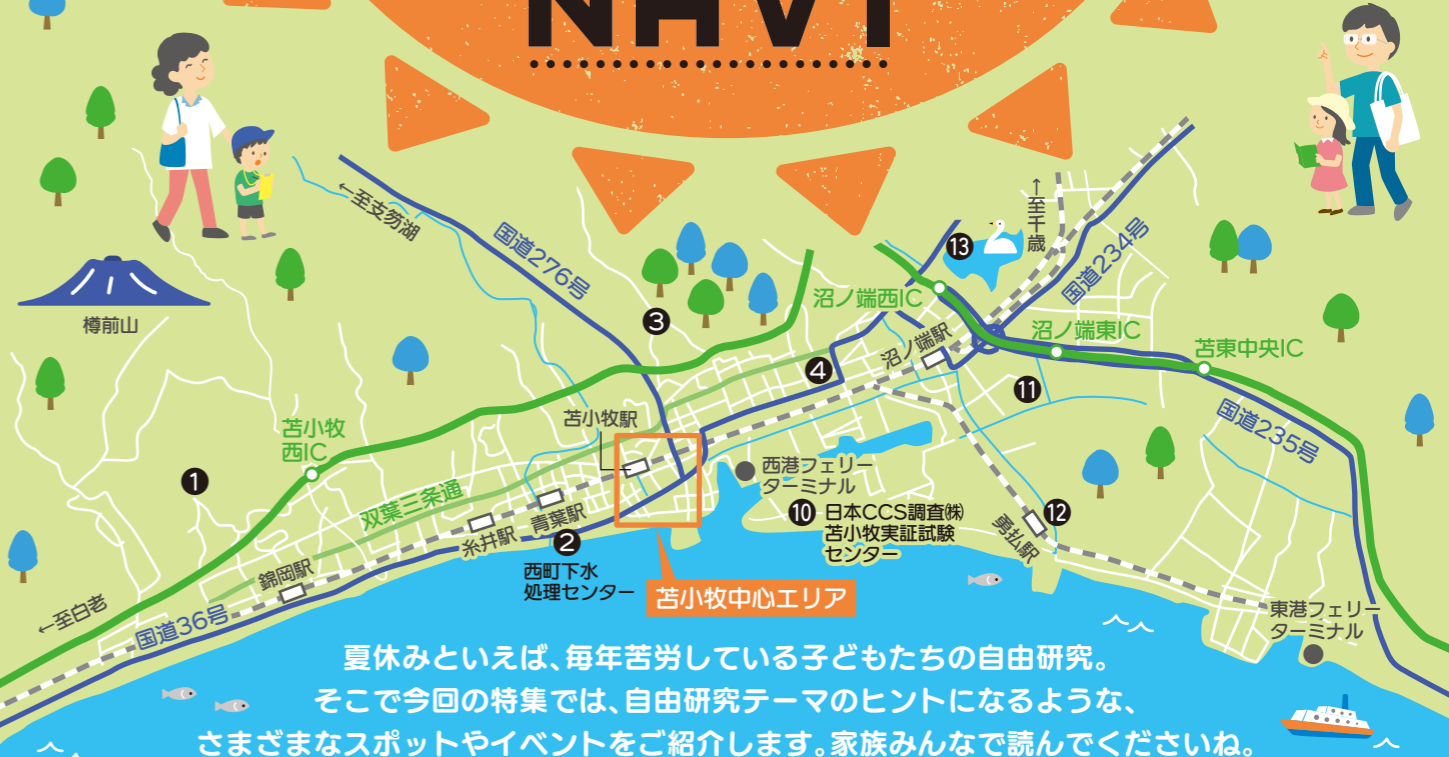 NAVI
←至支笏湖
国道276号
↑至千歳
国道234号
⑬
樽前山
③
沼ノ端西IC
沼ノ端駅
沼ノ端東IC
苫東中央IC
④
⑪
国道235号
苫小牧駅
苫小牧
西IC
①
双葉三条通
西港フェリー
ターミナル
⑩
日本CCS調査㈱
苫小牧実証試験
センター
⑫
勇払駅
糸井駅
青葉駅
②
西町下水
処理センター
錦岡駅
苫小牧中心エリア
←至白老
国道36号
東港フェリー
ターミナル
夏休みといえば、毎年苦労している子どもたちの自由研究。
そこで今回の特集では、自由研究テーマのヒントになるような、
さまざまなスポットやイベントをご紹介します。家族みんなで読んでくださいね。